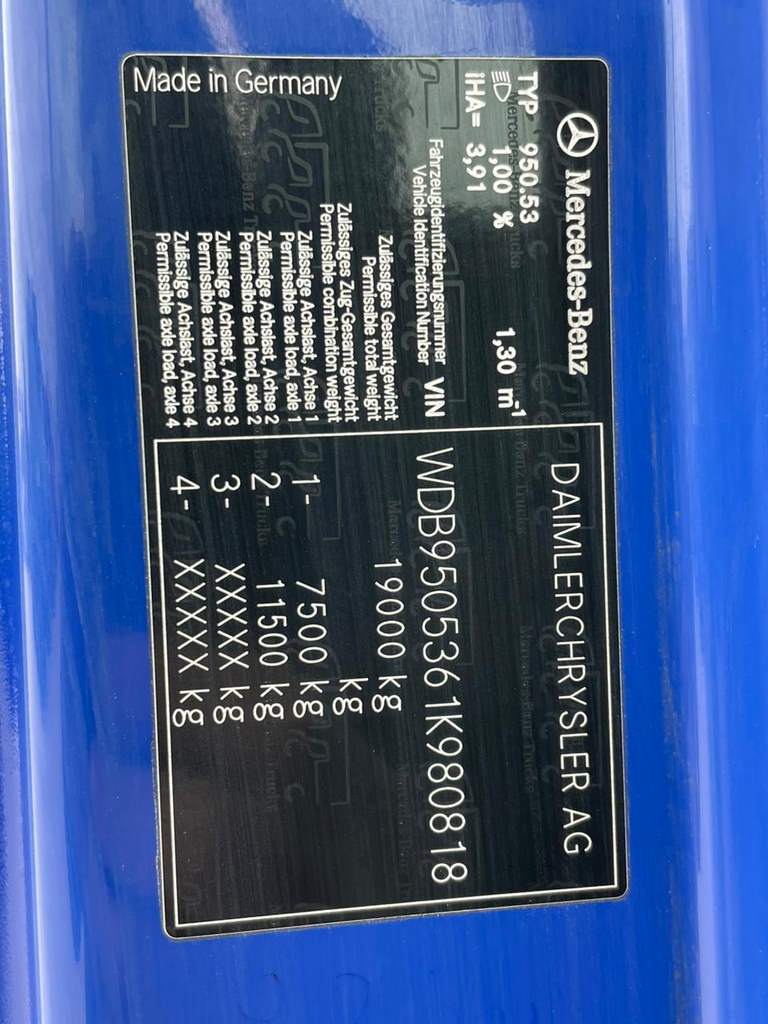 Mercedes-Benz
DAIMLERCHRYSLER AG
TYP 950.53
1,00 % 1,30 m⁻¹
iHA= 3,91
Fahrzeugidentifizierungsnummer
Vehicle Identification Number VIN WDB9505361K980818
Zulässiges Gesamtgewicht
Permissible total weight 19000 kg
Zulässiges Zug-Gesamtgewicht
Permissible combination weight kg
Zulässige Achslast, Achse 1
Permissible axle load, axle 1 1- 7500 kg
Zulässige Achslast, Achse 2
Permissible axle load, axle 2 2- 11500 kg
Zulässige Achslast, Achse 3
Permissible axle load, axle 3 3- XXXXX kg
Zulässige Achslast, Achse 4
Permissible axle load, axle 4 4- XXXXX kg
Made in Germany